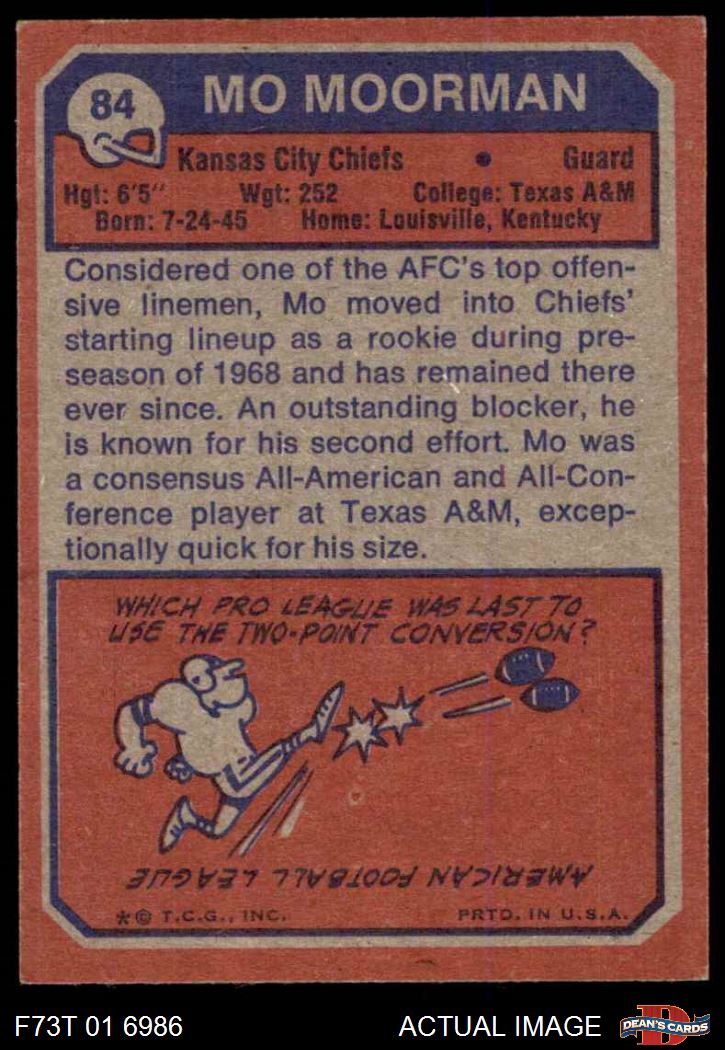 84
MO MOORMAN
Kansas City Chiefs • Guard
Hgt: 6'5" Wgt: 252 College: Texas A&M
Born: 7-24-45 Home: Louisville, Kentucky
Considered one of the AFC's top offen-
sive linemen, Mo moved into Chiefs'
starting lineup as a rookie during pre-
season of 1968 and has remained there
ever since. An outstanding blocker, he
is known for his second effort. Mo was
a consensus All-American and All-Con-
ference player at Texas A&M, excep-
tionally quick for his size.
WHICH PRO LEAGUE WAS LAST TO
USE THE TWO-POINT CONVERSION?
AMERICAN FOOTBALL LEAGUE
*© T.C.G., INC. PRTD. IN U.S.A.
F73T 01 6986 ACTUAL IMAGE D DEAN'S CARDS